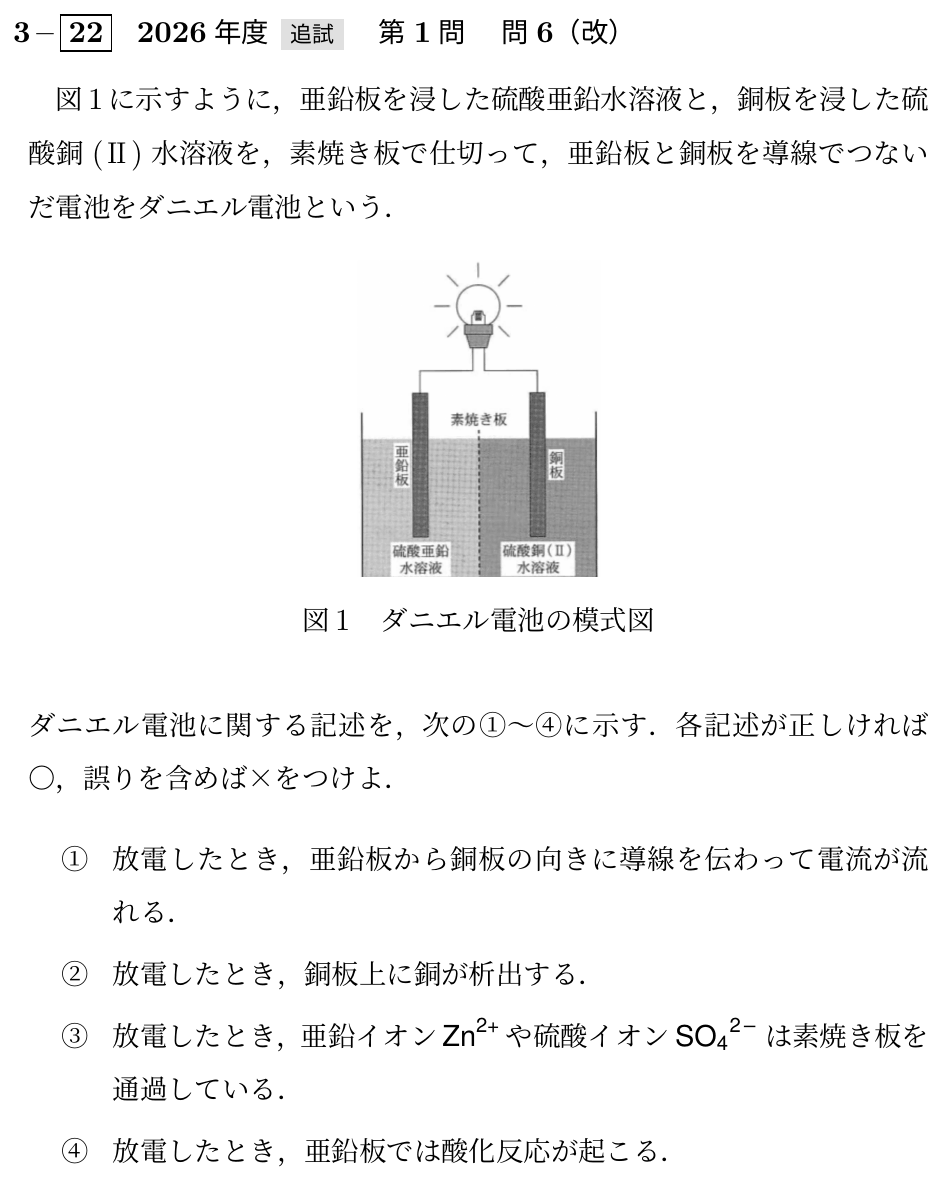 3－22 2026 年度 追試 第 1 問 問 6（改）
図 1 に示すように，亜鉛板を浸した硫酸亜鉛水溶液と，銅板を浸した硫
酸銅 (Ⅱ) 水溶液を，素焼き板で仕切って，亜鉛板と銅板を導線でつない
だ電池をダニエル電池という．
素焼き板
亜鉛板
銅板
硫酸亜鉛
水溶液
硫酸銅(Ⅱ)
水溶液
図 1 ダニエル電池の模式図
ダニエル電池に関する記述を，次の①～④に示す．各記述が正しければ
○，誤りを含めば×をつけよ．
① 放電したとき，亜鉛板から銅板の向きに導線を伝わって電流が流
れる．
② 放電したとき，銅板上に銅が析出する．
③ 放電したとき，亜鉛イオン Zn²⁺ や硫酸イオン SO₄²⁻ は素焼き板を
通過している．
④ 放電したとき，亜鉛板では酸化反応が起こる．